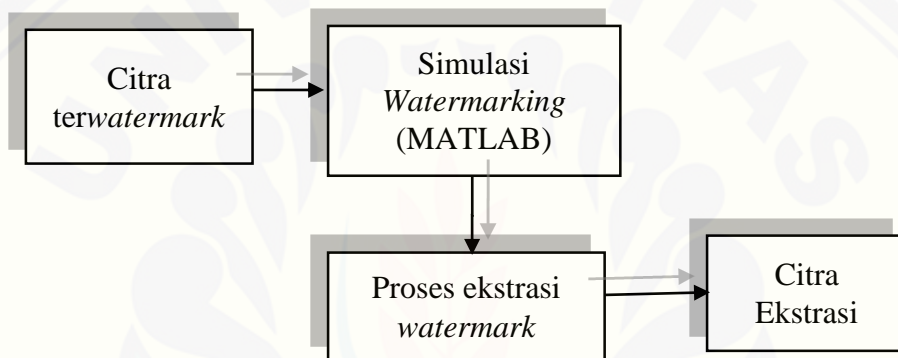 Citra
terwatermark
Simulasi
Watermarking
(MATLAB)
Proses ekstrasi
watermark
Citra
Ekstrasi